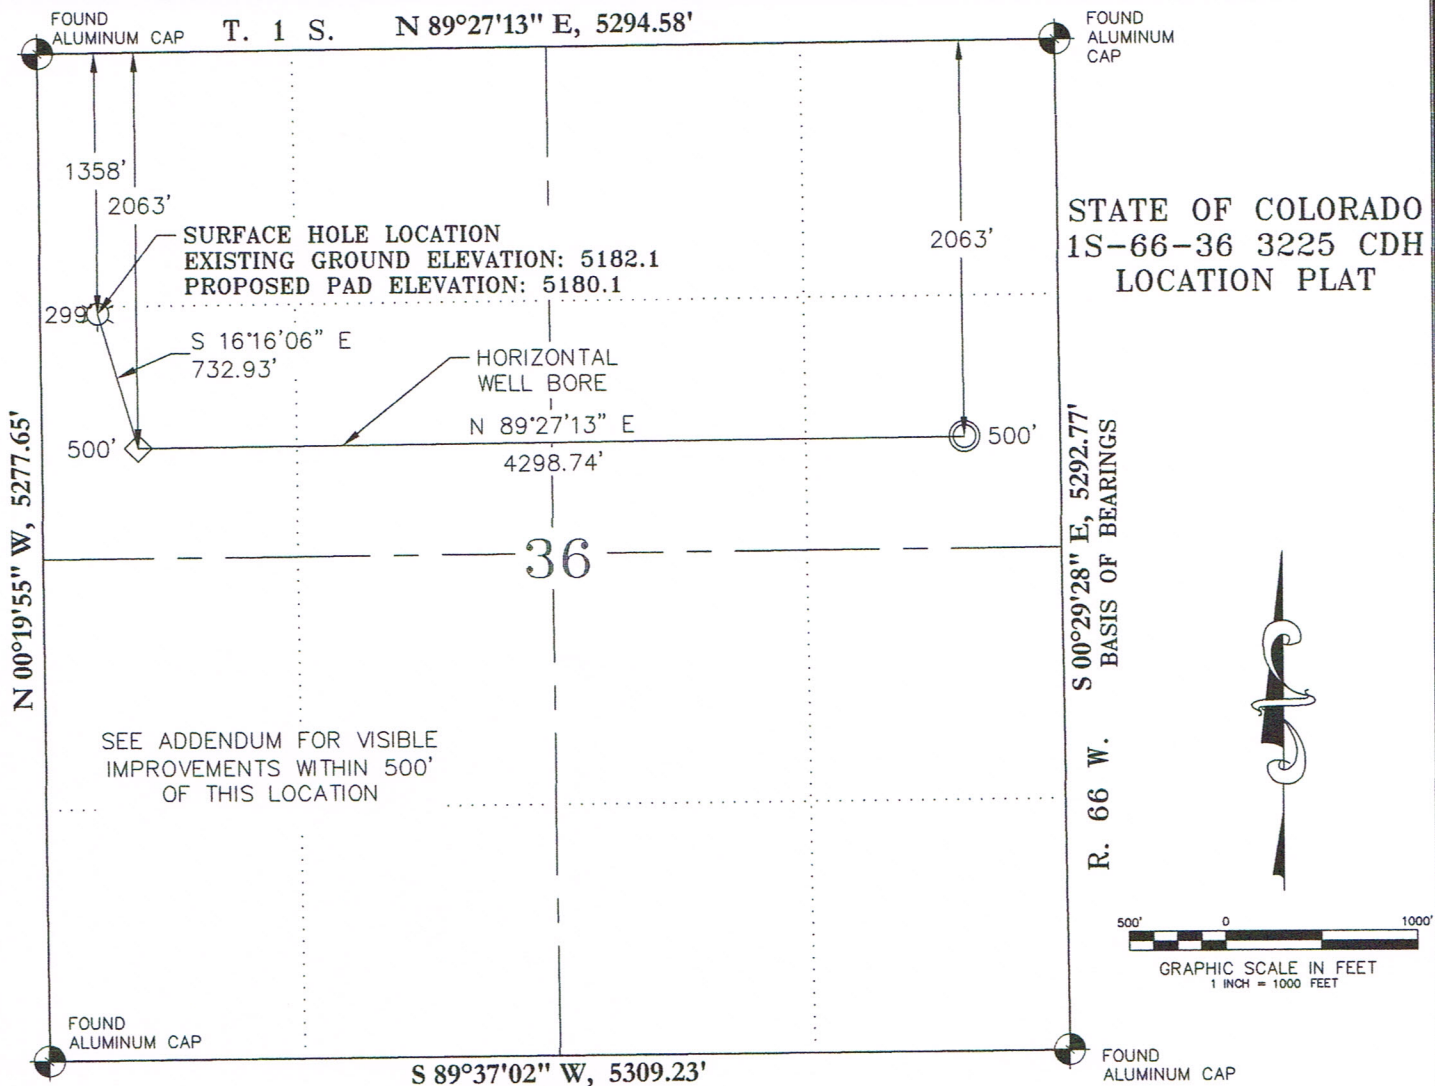 FOUND
ALUMINUM CAP
T. 1 S.
N 89°27'13" E, 5294.58'
FOUND
ALUMINUM
CAP
1358'
2063'
SURFACE HOLE LOCATION
EXISTING GROUND ELEVATION: 5182.1
PROPOSED PAD ELEVATION: 5180.1
2063'
STATE OF COLORADO
1S-66-36 3225 CDH
LOCATION PLAT
299'
S 16°16'06" E
732.93'
HORIZONTAL
WELL BORE
500'
N 89°27'13" E
4298.74'
500'
N 00°19'55" W, 5277.65'
S 00°29'28" E, 5292.77'
BASIS OF BEARINGS
36
SEE ADDENDUM FOR VISIBLE
IMPROVEMENTS WITHIN 500'
OF THIS LOCATION
R. 66 W.
500' 0 1000'
GRAPHIC SCALE IN FEET
1 INCH = 1000 FEET
FOUND
ALUMINUM CAP
S 89°37'02" W, 5309.23'
FOUND
ALUMINUM CAP